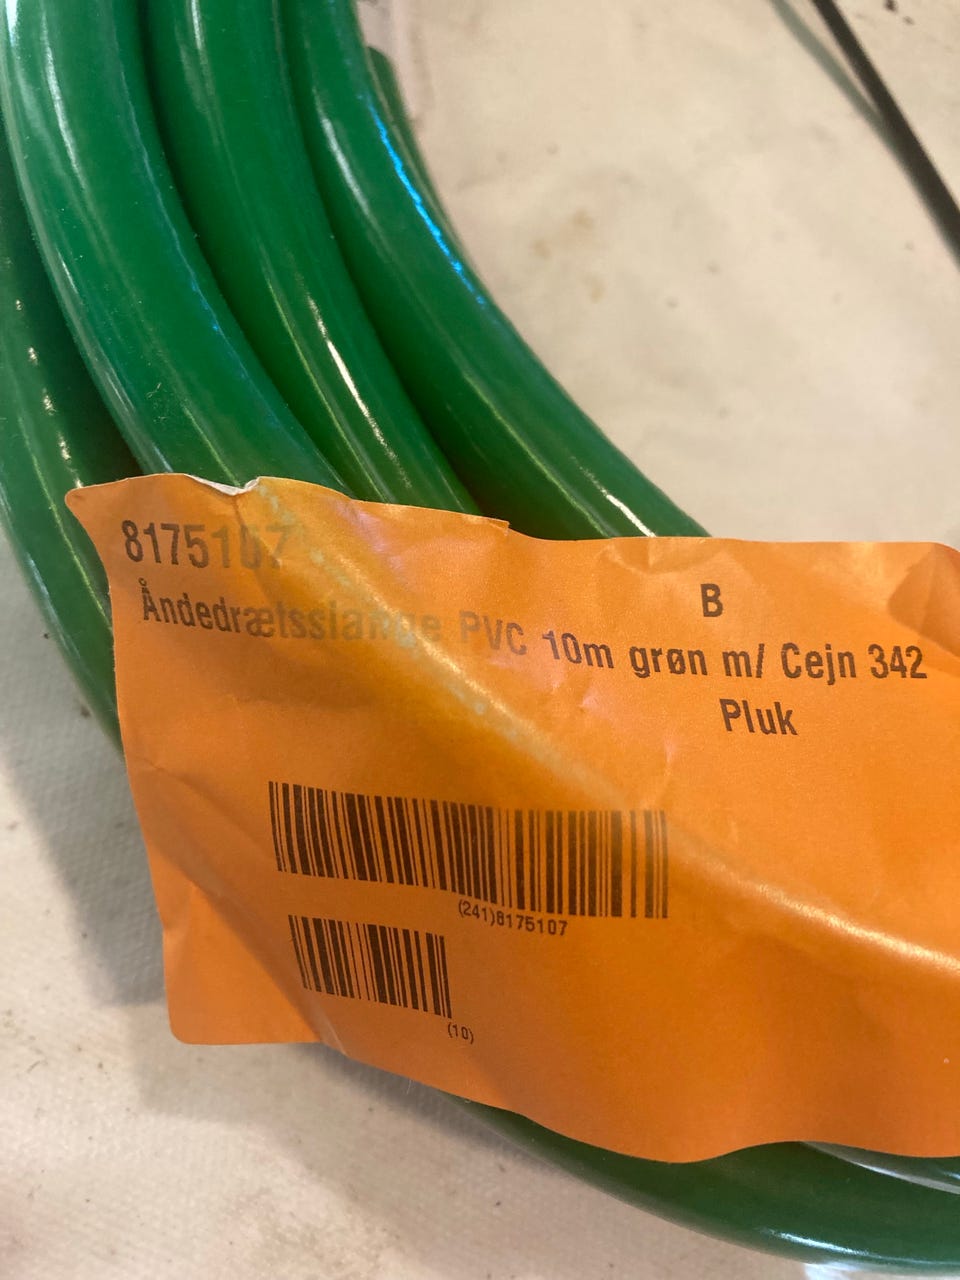 8175107
B
Åndedrætsslange PVC 10m grøn m/ Cejn 342
Pluk
(241)8175107
(10)